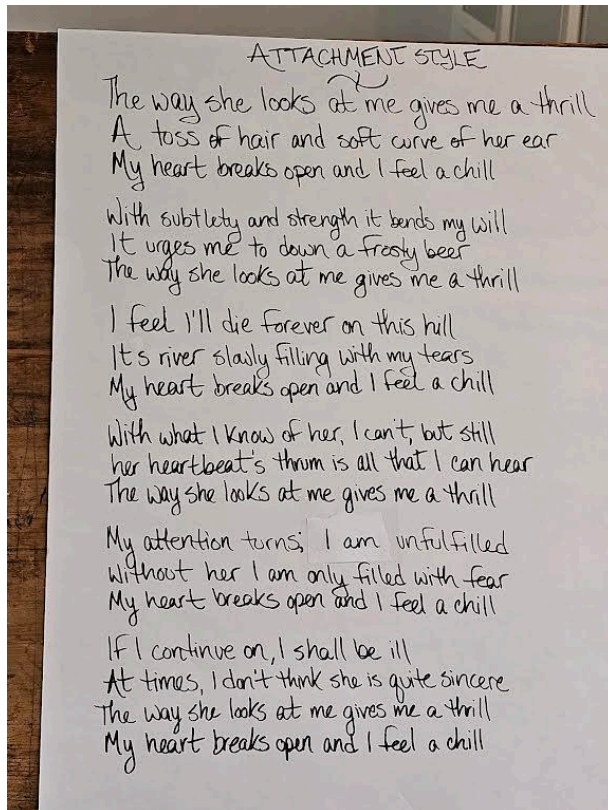 ATTACHMENT STYLE
The way she looks at me gives me a thrill
A toss of hair and soft curve of her ear
My heart breaks open and I feel a chill
With subtlety and strength it bends my will
It urges me to down a frosty beer
The way she looks at me gives me a thrill
I feel I'll die forever on this hill
Its river slowly filling with my tears
My heart breaks open and I feel a chill
With what I know of her, I can't, but still
her heartbeat's thrum is all that I can hear
The way she looks at me gives me a thrill
My attention turns; I am unfulfilled
Without her I am only filled with fear
My heart breaks open and I feel a chill
If I continue on, I shall be ill
At times, I don't think she is quite sincere
The way she looks at me gives me a thrill
My heart breaks open and I feel a chill